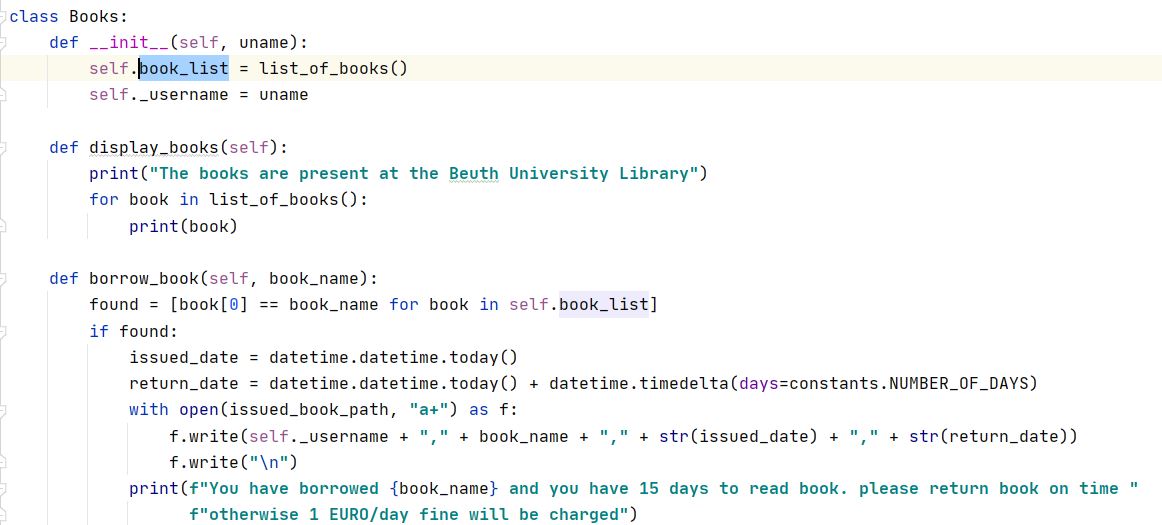 class Books:
    def __init__(self, uname):
        self.book_list = list_of_books()
        self._username = uname

    def display_books(self):
        print("The books are present at the Beuth University Library")
        for book in list_of_books():
            print(book)

    def borrow_book(self, book_name):
        found = [book[0] == book_name for book in self.book_list]
        if found:
            issued_date = datetime.datetime.today()
            return_date = datetime.datetime.today() + datetime.timedelta(days=constants.NUMBER_OF_DAYS)
            with open(issued_book_path, "a+") as f:
                f.write(self._username + "," + book_name + "," + str(issued_date) + "," + str(return_date))
                f.write("\n")
            print(f"You have borrowed {book_name} and you have 15 days to read book. please return book on time "
                  f"otherwise 1 EURO/day fine will be charged")